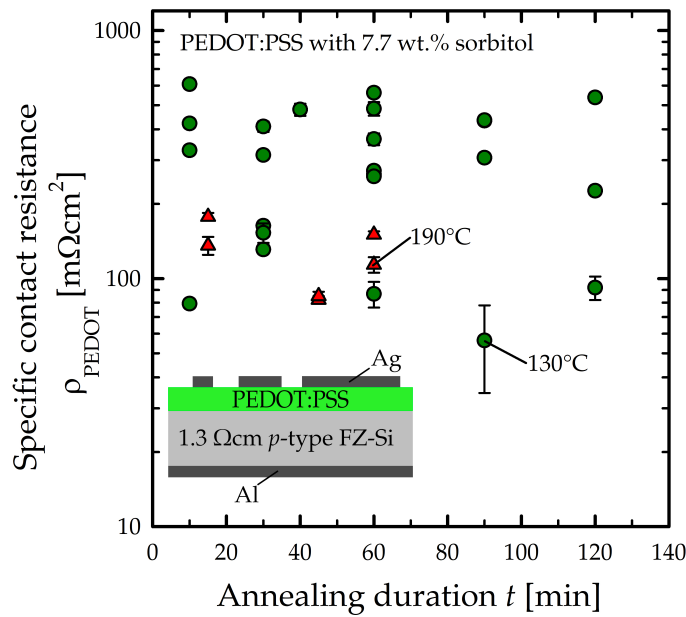 PEDOT:PSS with 7.7 wt.% sorbitol
1000
100
10
Specific contact resistance
ρPEDOT [mΩcm²]
190°C
130°C
Ag
PEDOT:PSS
1.3 Ωcm p-type FZ-Si
Al
0 20 40 60 80 100 120 140
Annealing duration t [min]